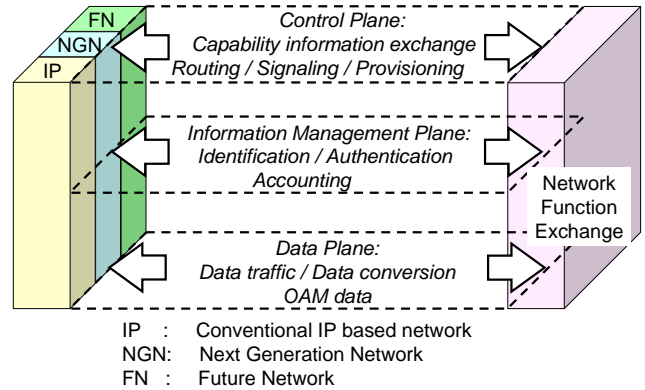 FN
NGN
IP
Control Plane:
Capability information exchange
Routing / Signaling / Provisioning
Information Management Plane:
Identification / Authentication
Accounting
Network
Function
Exchange
Data Plane:
Data traffic / Data conversion
OAM data
IP : Conventional IP based network
NGN: Next Generation Network
FN : Future Network